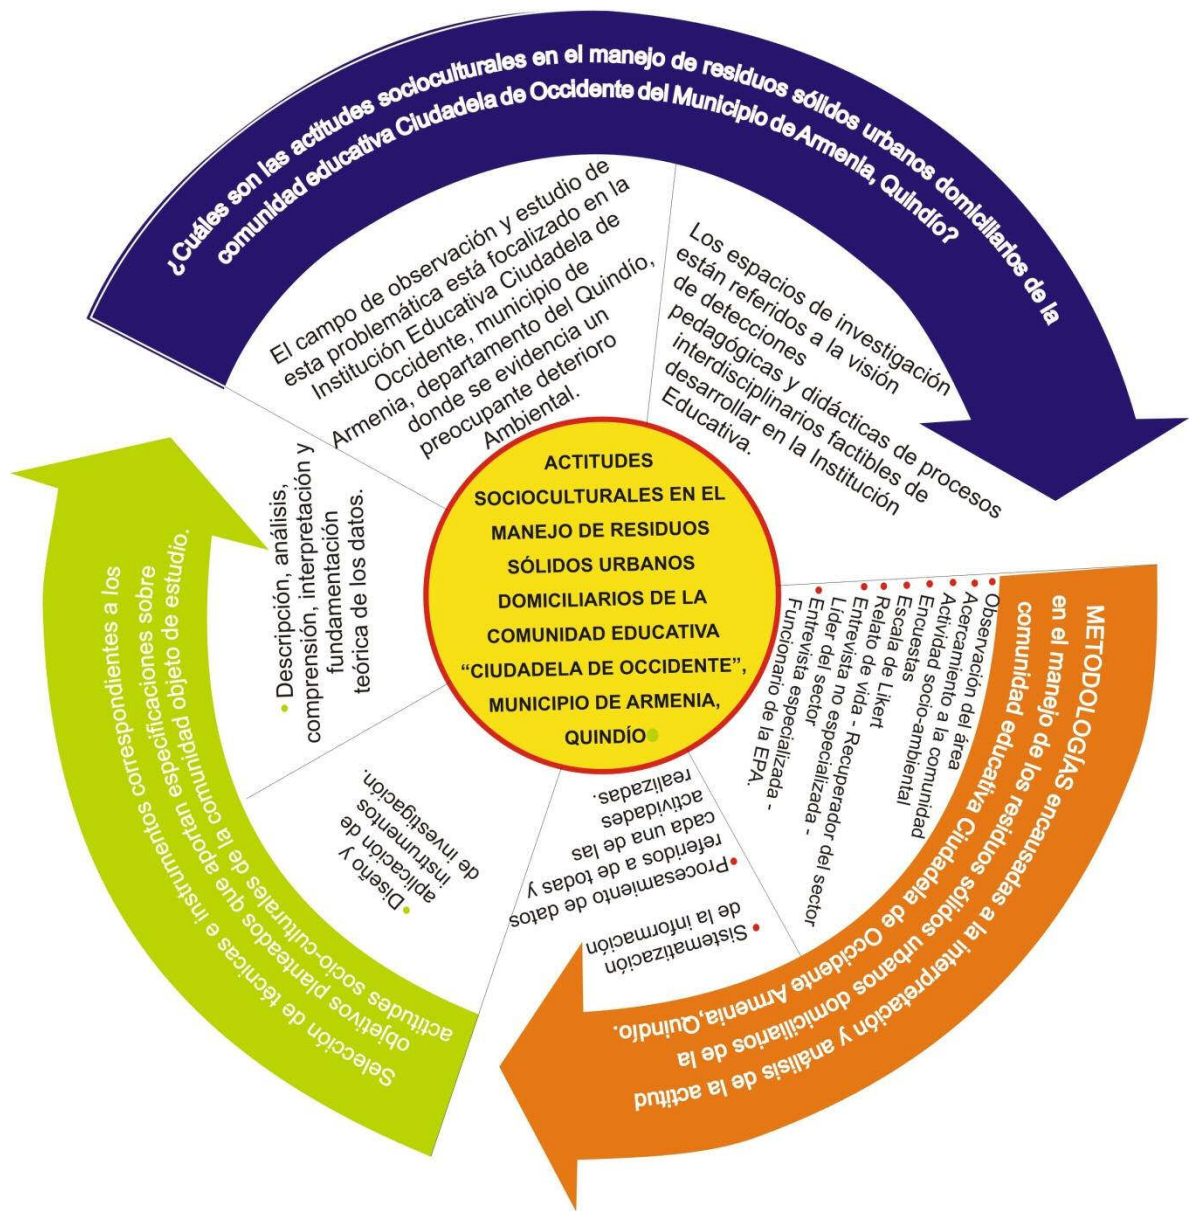 ¿Cuáles son las actitudes socioculturales en el manejo de residuos sólidos urbanos domiciliarios de la
comunidad educativa Ciudadela de Occidente del Municipio de Armenia, Quindío?
El campo de observación y estudio de
esta problemática está focalizado en la
Institución Educativa Ciudadela de
Occidente, municipio de
Armenia, departamento del Quindío,
donde se evidencia un
preocupante deterioro
Ambiental.
Los espacios de investigación
están referidos a la visión
de detecciones
pedagógicas y didácticas de procesos
interdisciplinarios factibles de
desarrollar en la Institución
Educativa.
METODOLOGÍAS encausadas a la interpretación y análisis de la actitud
en el manejo de los residuos sólidos urbanos domiciliarios de la
comunidad educativa Ciudadela de Occidente Armenia,Quindío.
Observación del área
Acercamiento a la comunidad
Actividad socio-ambiental
Encuestas
Escala de Likert
Relato de vida - Recuperador del sector
Entrevista no especializada -
Líder del sector
Entrevista especializada -
Funcionario de la EPA.
• Sistematización
de la información
•Procesamiento de datos
referidos a de todas y
cada una de las
actividades
realizadas.
Selección de técnicas e instrumentos correspondientes a los
objetivos planteados que aportan especificaciones sobre
actitudes socio-culturales de la comunidad objeto de estudio.
• Diseño y
aplicación de
instrumentos
de investigación.
• Descripción, análisis,
comprensión, interpretación y
fundamentación
teórica de los datos.
ACTITUDES
SOCIOCULTURALES EN EL
MANEJO DE RESIDUOS
SÓLIDOS URBANOS
DOMICILIARIOS DE LA
COMUNIDAD EDUCATIVA
“CIUDADELA DE OCCIDENTE”,
MUNICIPIO DE ARMENIA,
QUINDÍO